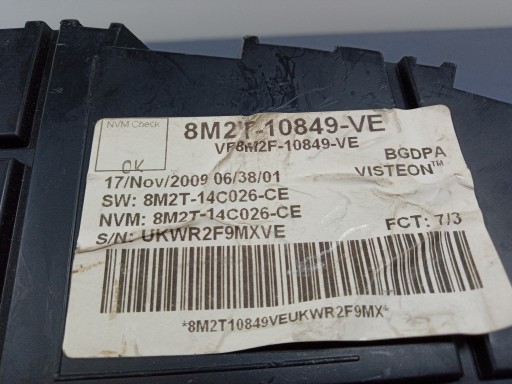 NVM Check
OK
8M2T-10849-VE
VF8M2F-10849-VE
BGDPA
17/Nov/2009 06/38/01
VISTEON™
SW: 8M2T-14C026-CE
NVM: 8M2T-14C026-CE
FCT: 7/3
S/N: UKWR2F9MXVE
*8M2T10849VEUKWR2F9MX*